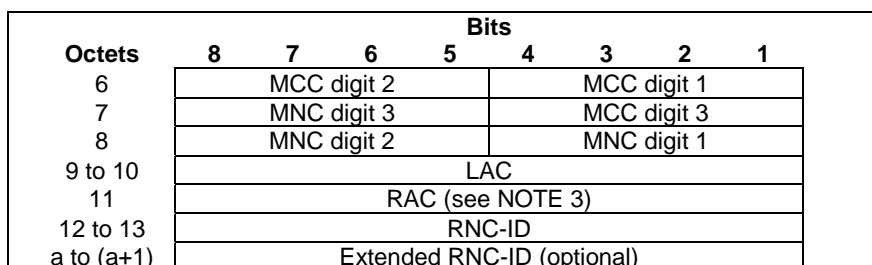 Bits
Octets 8 7 6 5 4 3 2 1
6 MCC digit 2 MCC digit 1
7 MNC digit 3 MCC digit 3
8 MNC digit 2 MNC digit 1
9 to 10 LAC
11 RAC (see NOTE 3)
12 to 13 RNC-ID
a to (a+1) Extended RNC-ID (optional)